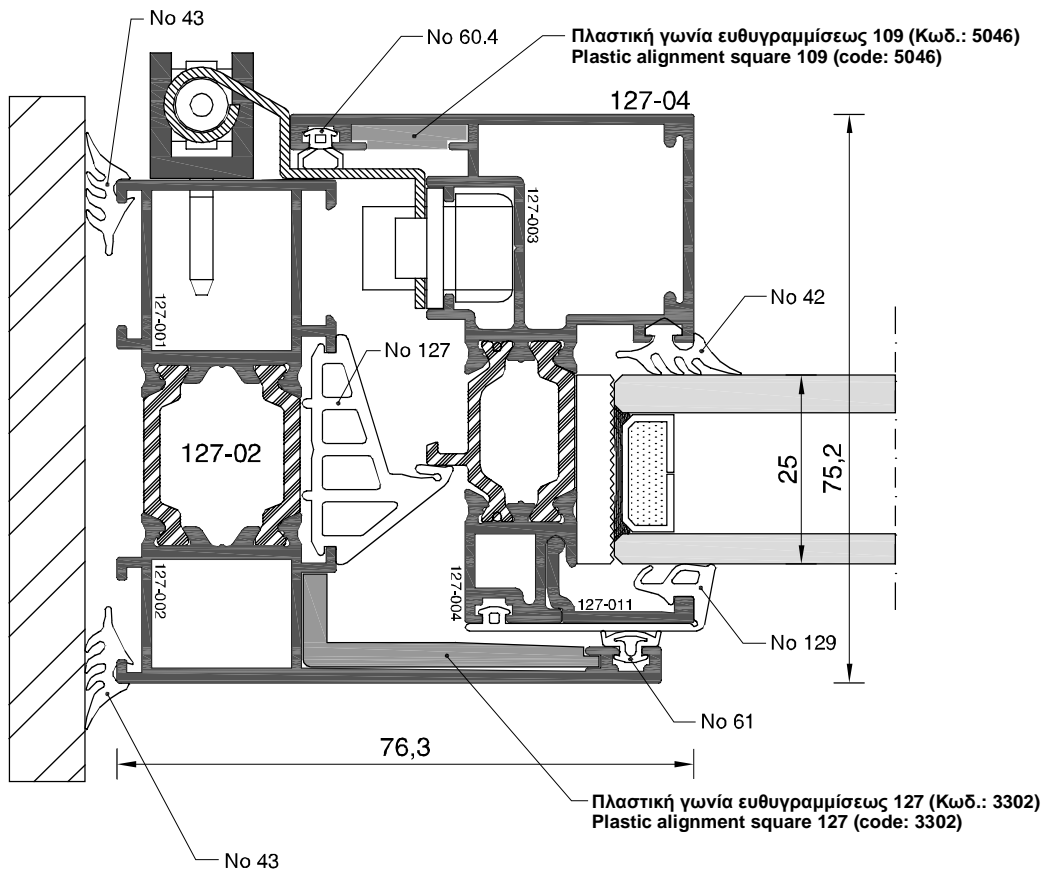 No 43
No 60.4
Πλαστική γωνία ευθυγραμμίσεως 109 (Κωδ.: 5046)
Plastic alignment square 109 (code: 5046)
127-04
127-003
No 42
127-001
No 127
127-02
25
75,2
127-002
127-004
127-011
No 129
No 61
76,3
Πλαστική γωνία ευθυγραμμίσεως 127 (Κωδ.: 3302)
Plastic alignment square 127 (code: 3302)
No 43